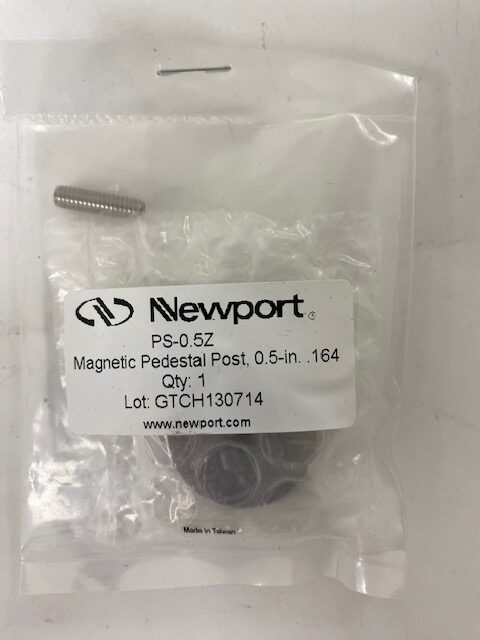 Newport®
PS-0.5Z
Magnetic Pedestal Post, 0.5-in. .164
Qty: 1
Lot: GTCH130714
www.newport.com
Made in Taiwan